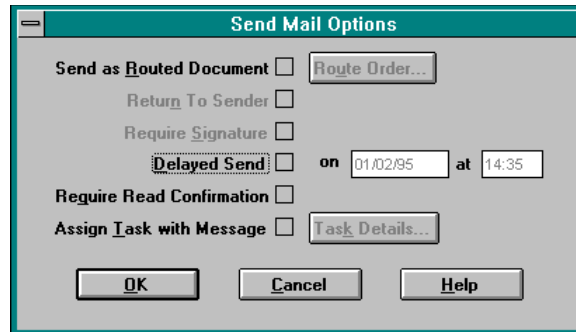 Send Mail Options
Send as Routed Document Route Order...
Return To Sender
Require Signature
Delayed Send on 01/02/95 at 14:35
Require Read Confirmation
Assign Task with Message Task Details...
OK Cancel Help